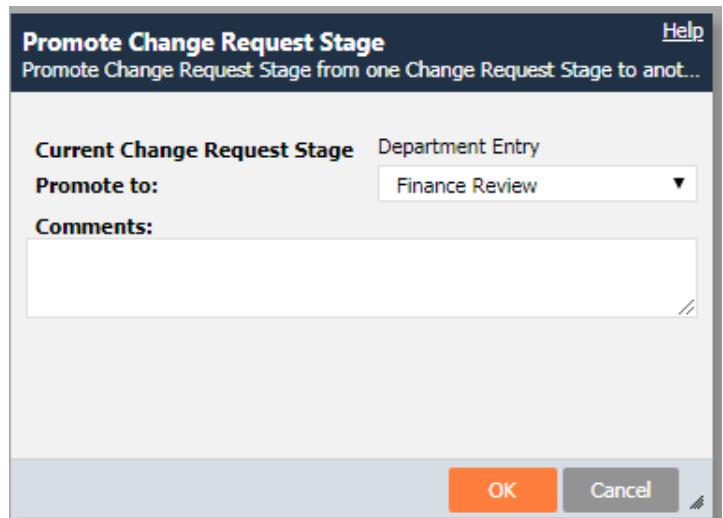 Promote Change Request Stage
Help
Promote Change Request Stage from one Change Request Stage to anot...
Current Change Request Stage Department Entry
Promote to: Finance Review
Comments:
OK Cancel